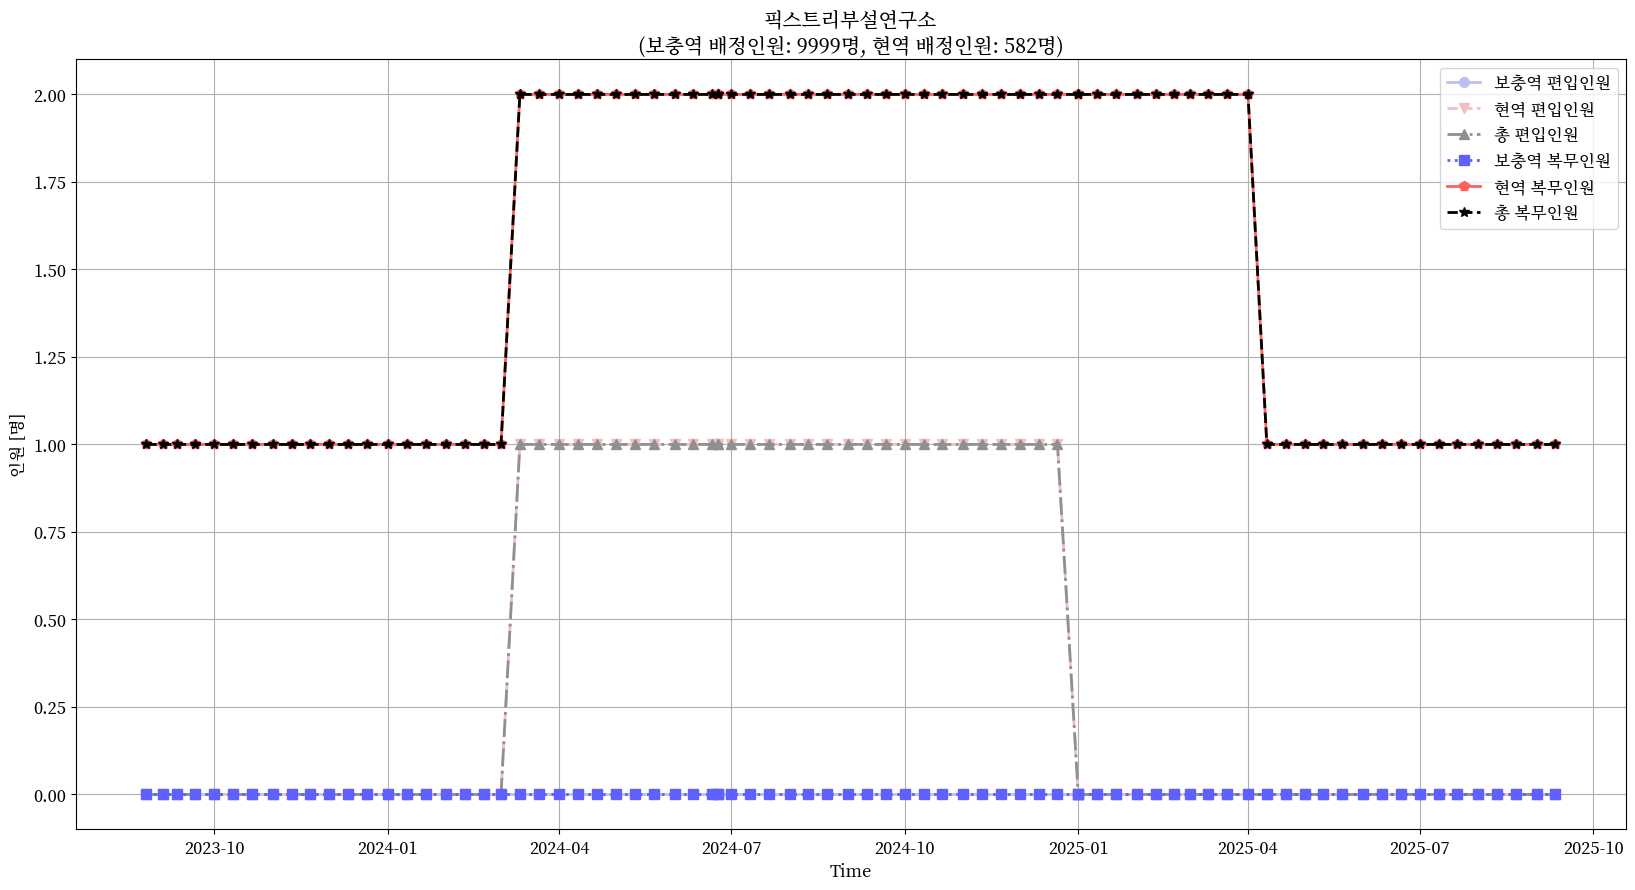 픽스트리부설연구소
(보충역 배정인원: 9999명, 현역 배정인원: 582명)
보충역 편입인원
현역 편입인원
총 편입인원
보충역 복무인원
현역 복무인원
총 복무인원
인원 [명]
2.00
1.75
1.50
1.25
1.00
0.75
0.50
0.25
0.00
2023-10
2024-01
2024-04
2024-07
2024-10
2025-01
2025-04
2025-07
2025-10
Time